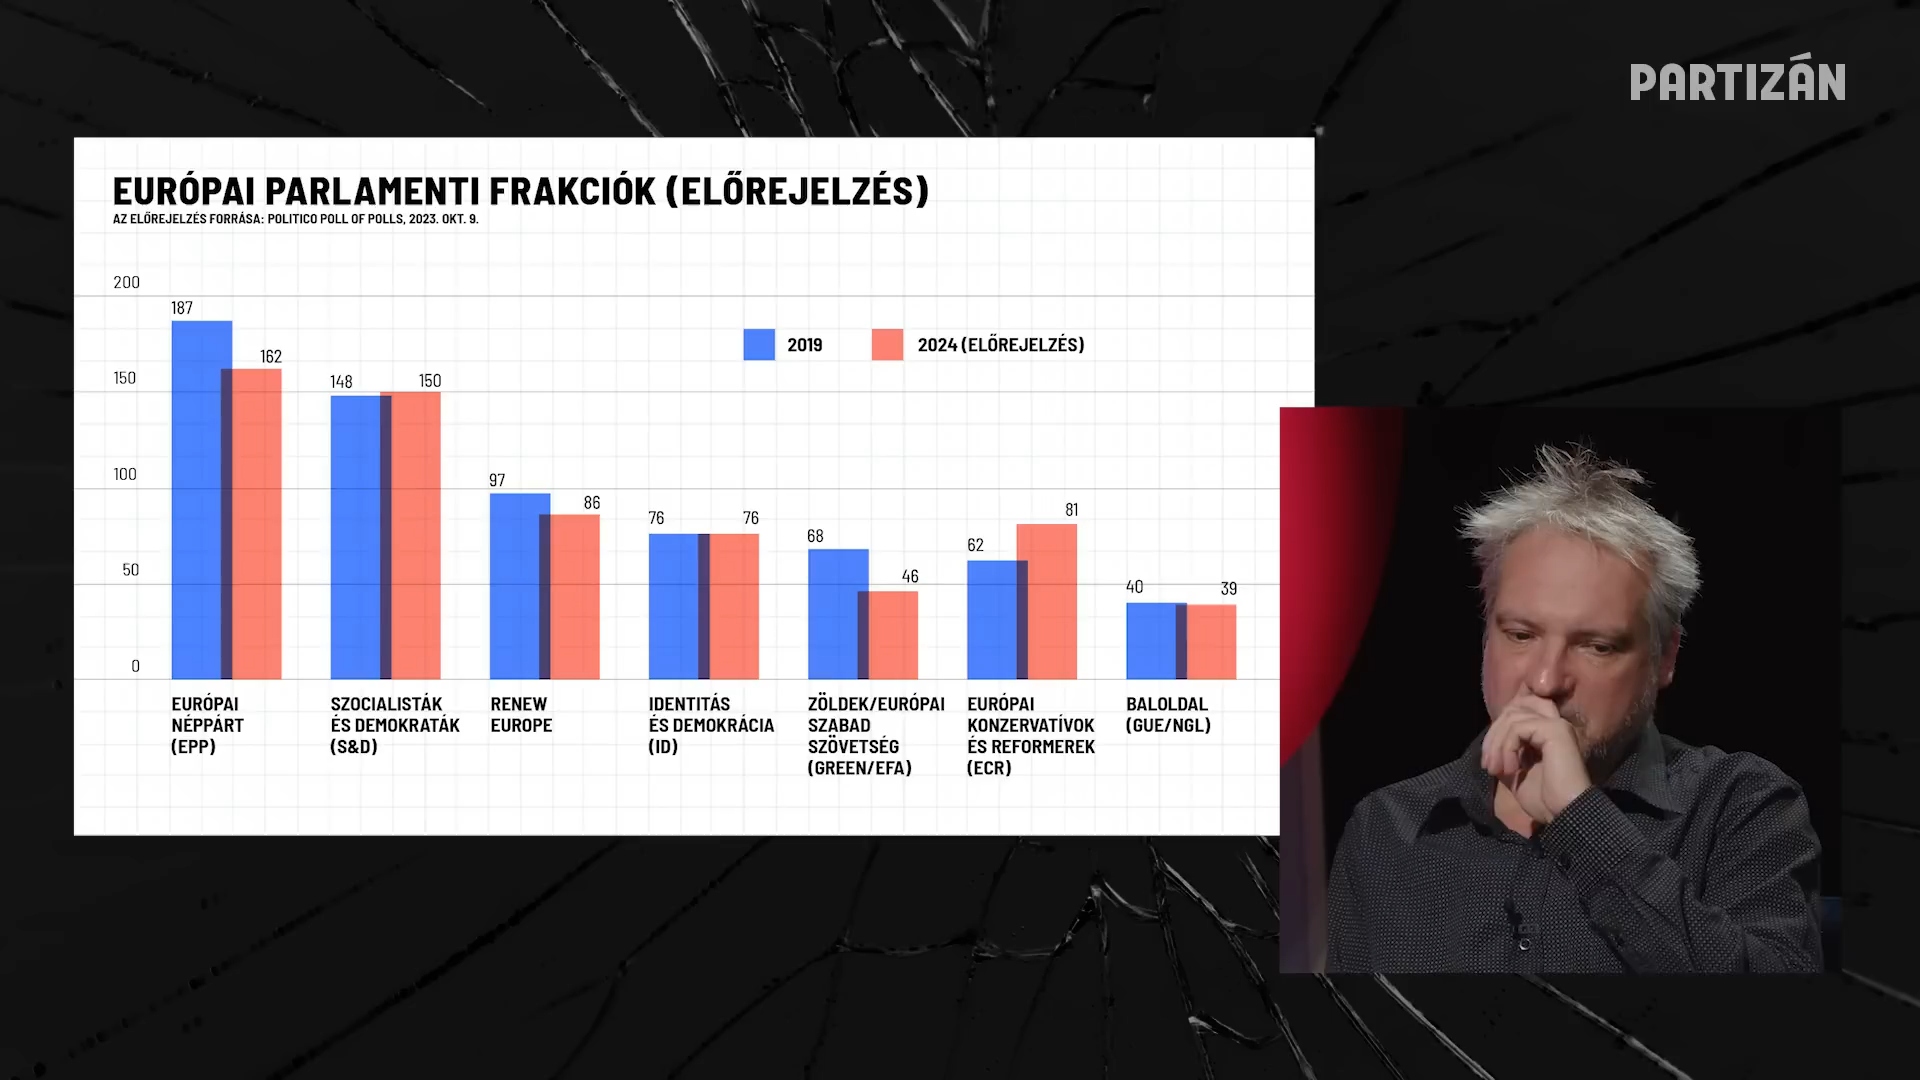 PARTIZÁN
EURÓPAI PARLAMENTI FRAKCIÓK (ELŐREJELZÉS)
AZ ELŐREJELZÉS FORRÁSA: POLITICO POLL OF POLLS, 2023. OKT. 9.
200
150
100
50
0
2019
2024 (ELŐREJELZÉS)
187
162
148
150
97
86
76
76
68
46
62
81
40
39
EURÓPAI
NÉPPÁRT
(EPP)
SZOCIALISTÁK
ÉS DEMOKRATÁK
(S&D)
RENEW
EUROPE
IDENTITÁS
ÉS DEMOKRÁCIA
(ID)
ZÖLDEK/EURÓPAI
SZABAD
SZÖVETSÉG
(GREEN/EFA)
EURÓPAI
KONZERVATÍVOK
ÉS REFORMEREK
(ECR)
BALOLDAL
(GUE/NGL)